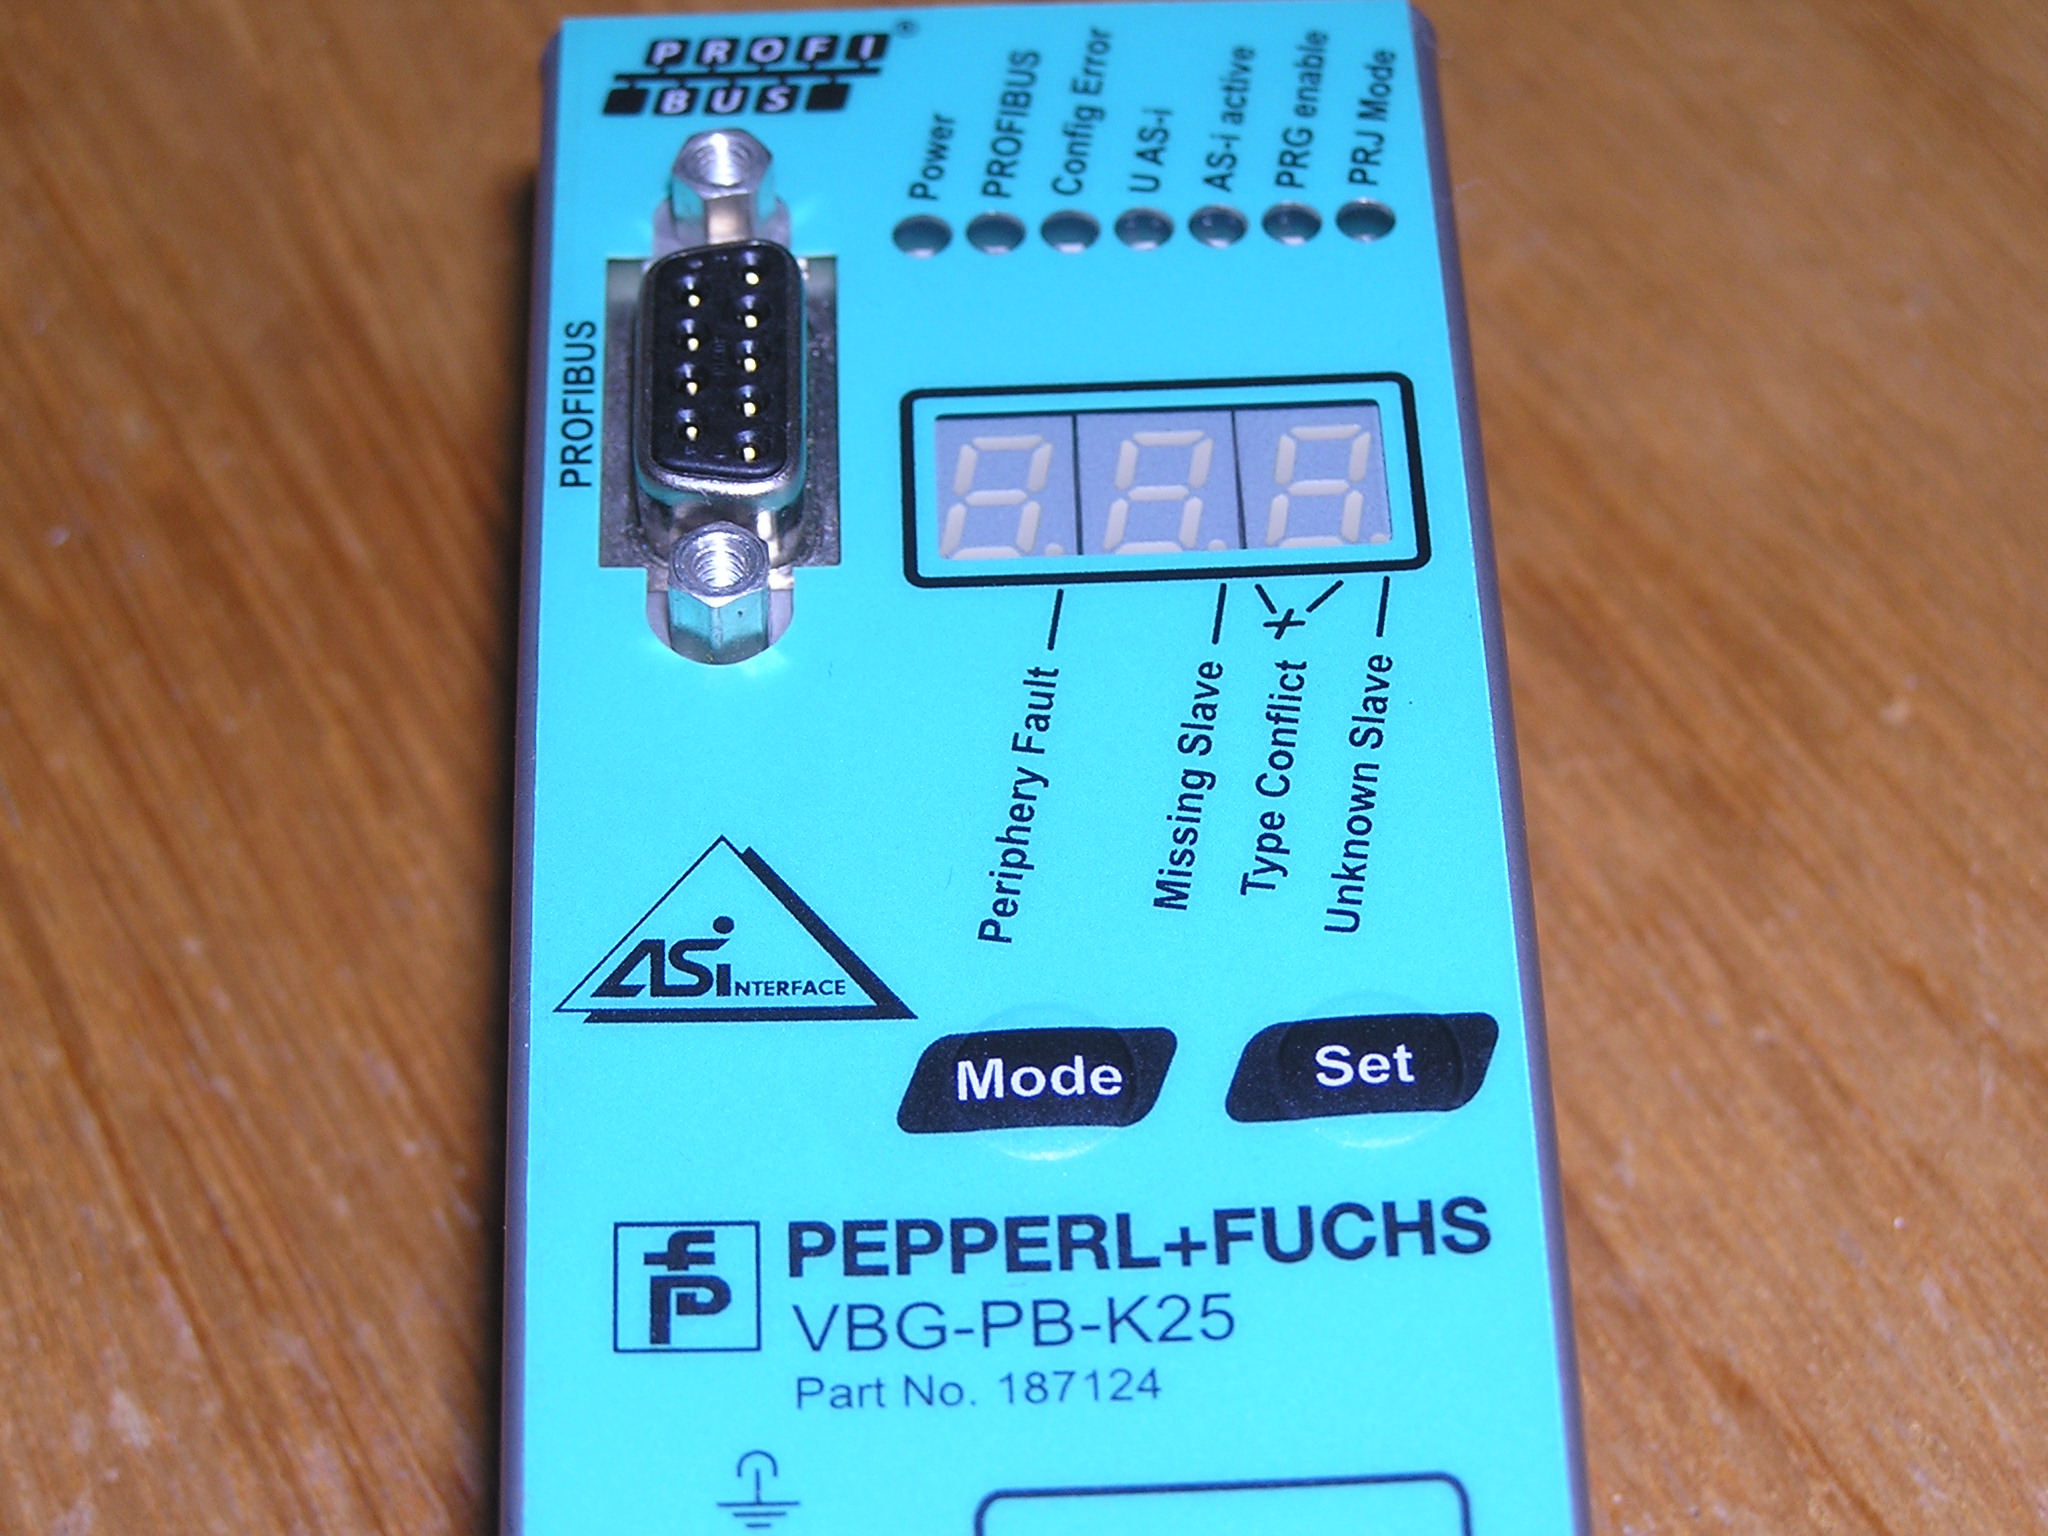 PROFI®
BUS
Power
PROFIBUS
Config Error
U AS-i
AS-i active
PRG enable
PRJ Mode
PROFIBUS
Periphery Fault
Missing Slave
Type Conflict
Unknown Slave
ASiNTERFACE
Mode
Set
PEPPERL+FUCHS
VBG-PB-K25
Part No. 187124